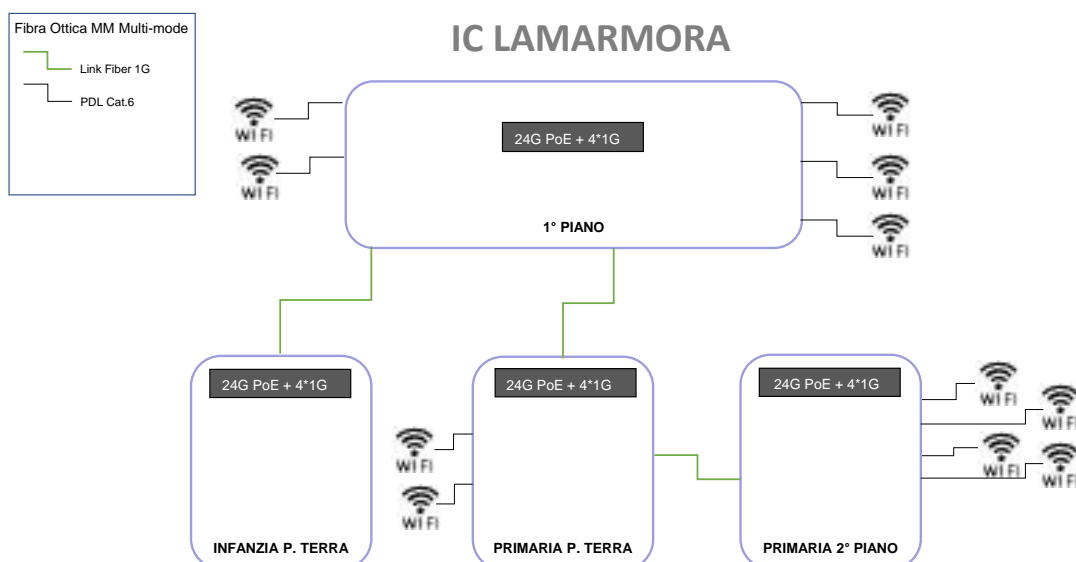 Fibra Ottica MM Multi-mode
Link Fiber 1G
PDL Cat.6
IC LAMARMORA
WI FI
WI FI
24G PoE + 4*1G
WI FI
WI FI
WI FI
1° PIANO
24G PoE + 4*1G
INFANZIA P. TERRA
24G PoE + 4*1G
WI FI
WI FI
PRIMARIA P. TERRA
24G PoE + 4*1G
WI FI
WI FI
WI FI
WI FI
PRIMARIA 2° PIANO